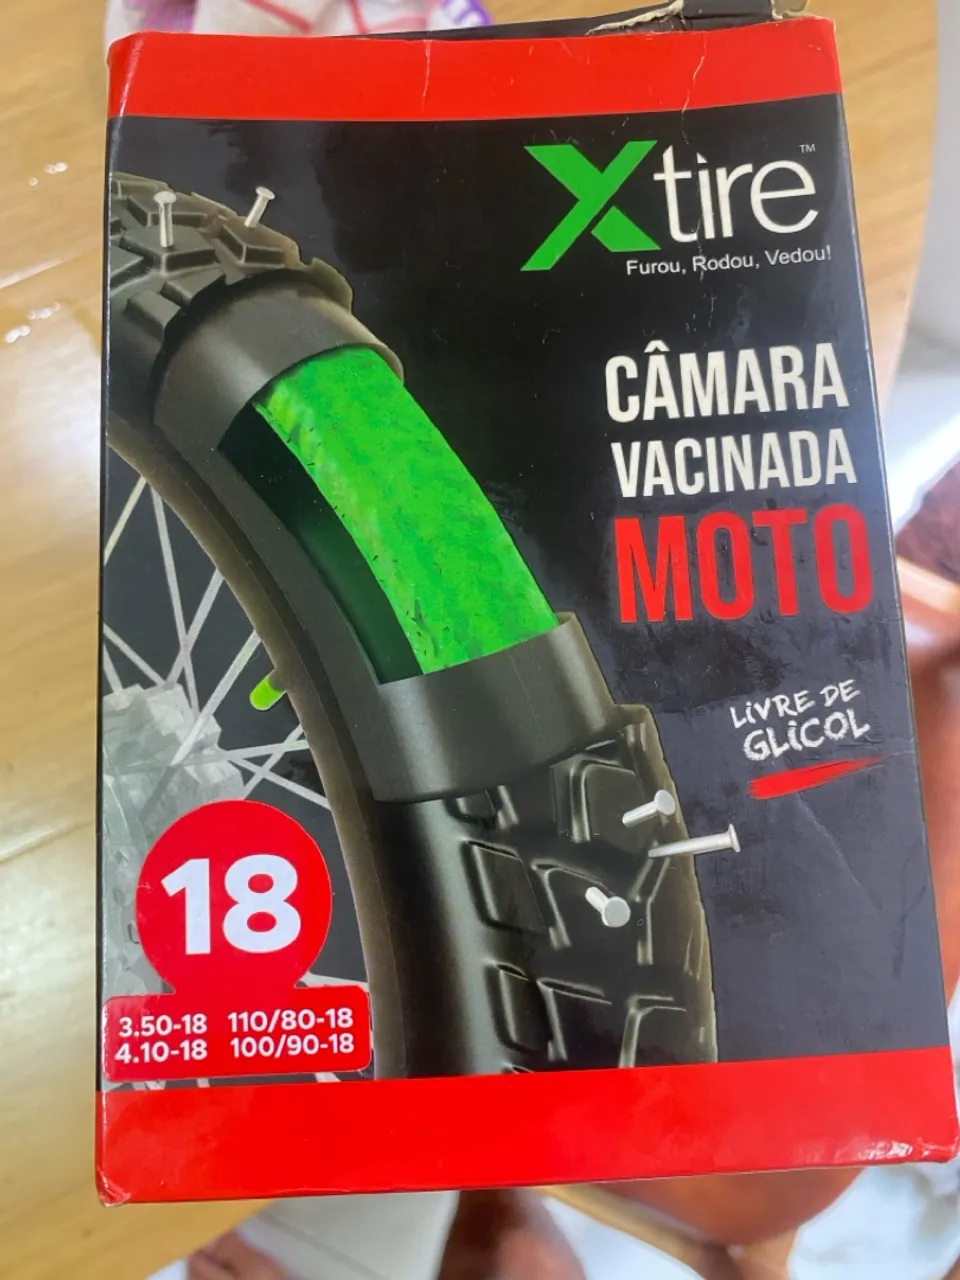 Xtire™
Furou, Rodou, Vedou!
CÂMARA
VACINADA
MOTO
LIVRE DE
GLICOL
18
3.50-18 110/80-18
4.10-18 100/90-18